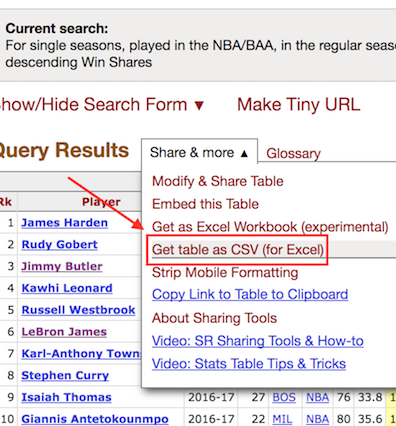 Current search:
For single seasons, played in the NBA/BAA, in the regular seas
descending Win Shares
how/Hide Search Form ▼ Make Tiny URL
Query Results Share & more ▲ Glossary
Modify & Share Table
Embed this Table
Get as Excel Workbook (experimental)
Get table as CSV (for Excel)
Strip Mobile Formatting
Copy Link to Table to Clipboard
About Sharing Tools
Video: SR Sharing Tools & How-to
Video: Stats Table Tips & Tricks
Rk Player
1 James Harden
2 Rudy Gobert
3 Jimmy Butler
4 Kawhi Leonard
5 Russell Westbrook
6 LeBron James
7 Karl-Anthony Town
8 Stephen Curry
9 Isaiah Thomas 2016-17 27 BOS NBA 76 33.8 1
10 Giannis Antetokounmpo 2016-17 22 MIL NBA 80 35.6 1